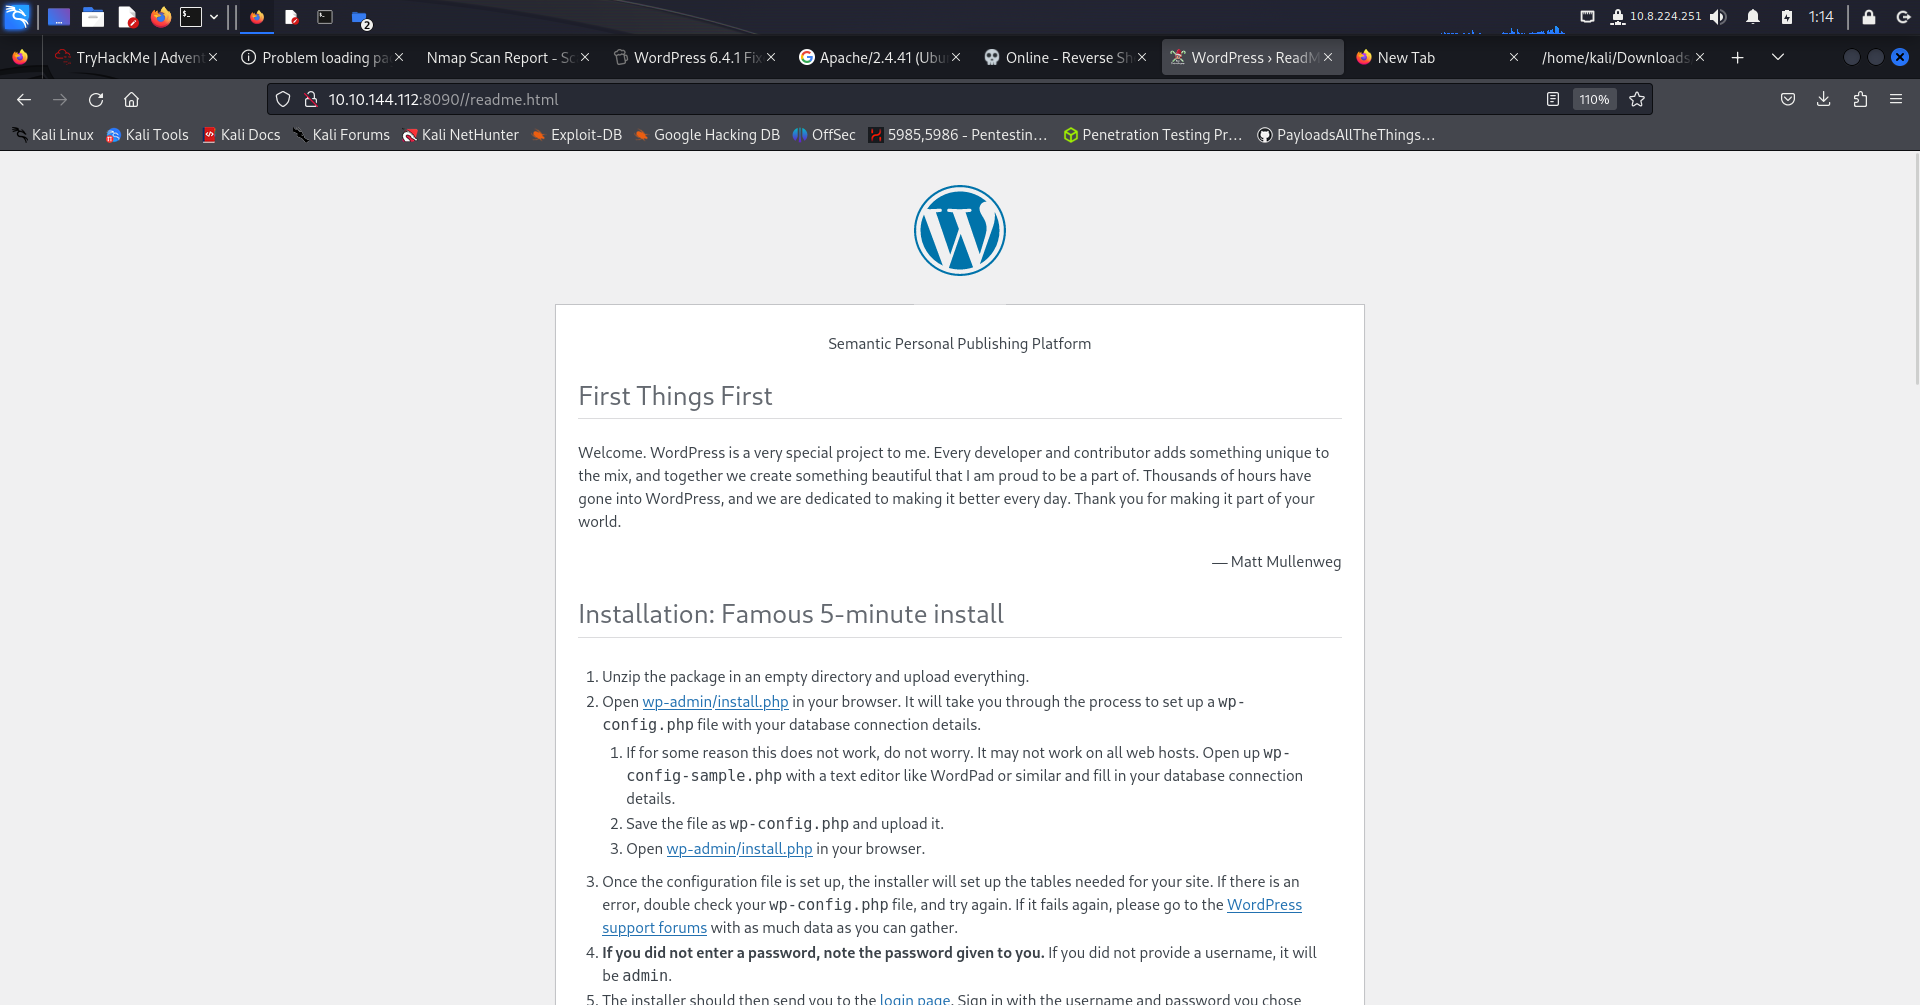 10.8.224.251
1:14
2
TryHackMe | Advent
Problem loading pa
Nmap Scan Report - Sc
WordPress 6.4.1 Fix
Apache/2.4.41 (Ubu
Online - Reverse Sh
WordPress › ReadM
New Tab
/home/kali/Downloads
10.10.144.112:8090//readme.html
110%
Kali Linux
Kali Tools
Kali Docs
Kali Forums
Kali NetHunter
Exploit-DB
Google Hacking DB
OffSec
5985,5986 - Pentestin…
Penetration Testing Pr…
PayloadsAllTheThings…
Semantic Personal Publishing Platform
First Things First
Welcome. WordPress is a very special project to me. Every developer and contributor adds something unique to
the mix, and together we create something beautiful that I am proud to be a part of. Thousands of hours have
gone into WordPress, and we are dedicated to making it better every day. Thank you for making it part of your
world.
— Matt Mullenweg
Installation: Famous 5-minute install
1. Unzip the package in an empty directory and upload everything.
2. Open wp-admin/install.php in your browser. It will take you through the process to set up a wp-
config.php file with your database connection details.
1. If for some reason this does not work, do not worry. It may not work on all web hosts. Open up wp-
config-sample.php with a text editor like WordPad or similar and fill in your database connection
details.
2. Save the file as wp-config.php and upload it.
3. Open wp-admin/install.php in your browser.
3. Once the configuration file is set up, the installer will set up the tables needed for your site. If there is an
error, double check your wp-config.php file, and try again. If it fails again, please go to the WordPress
support forums with as much data as you can gather.
4. If you did not enter a password, note the password given to you. If you did not provide a username, it will
be admin.
5. The installer should then send you to the login page. Sign in with the username and password you chose